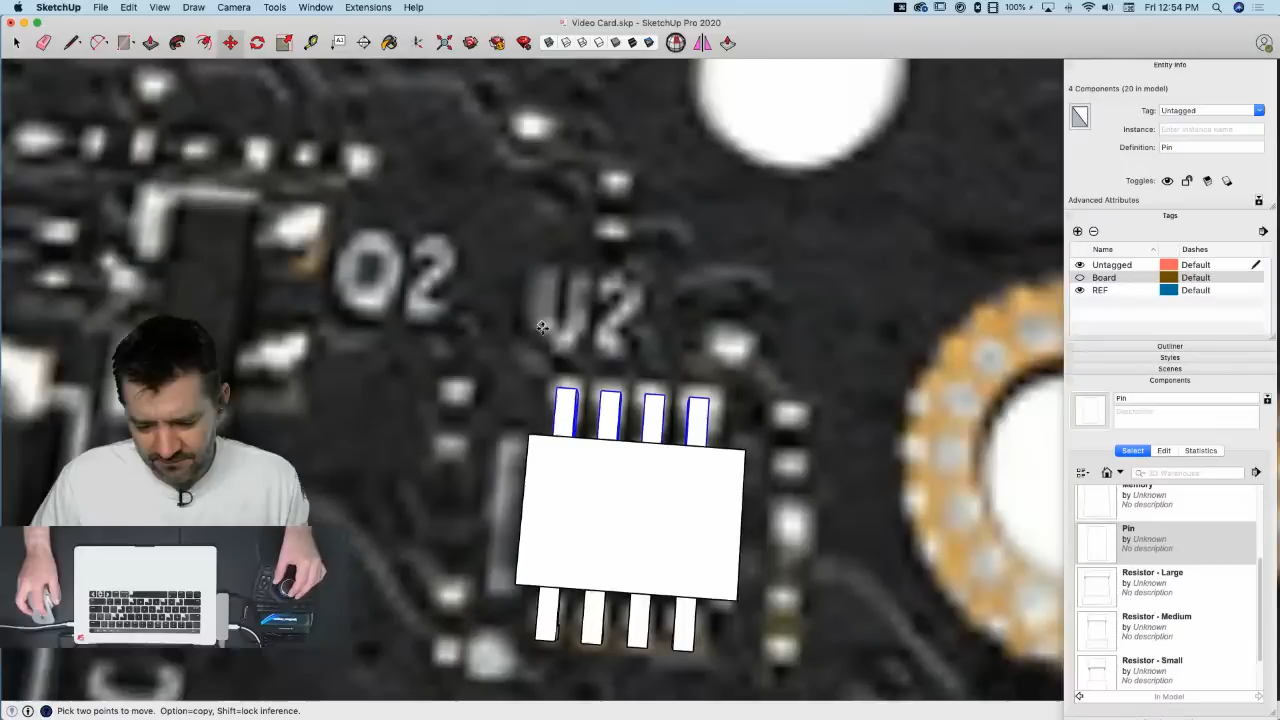 SketchUp File Edit View Draw Camera Tools Window Extensions Help 100% Fri 12:54 PM
Video Card.skp - SketchUp Pro 2020
Entity Info
4 Components (20 in model)
Tag: Untagged
Instance: Enter instance name
Definition: Pin
Toggles:
Advanced Attributes
Tags
Name Dashes
Untagged Default
Board Default
REF Default
Outliner
Styles
Scenes
Components
Pin
Description
Select Edit Statistics
3D Warehouse
Memory
by Unknown
No description
Pin
by Unknown
No description
Resistor - Large
by Unknown
No description
Resistor - Medium
by Unknown
No description
Resistor - Small
by Unknown
No description
In Model
U2
Pick two points to move. Option=copy, Shift=lock inference.